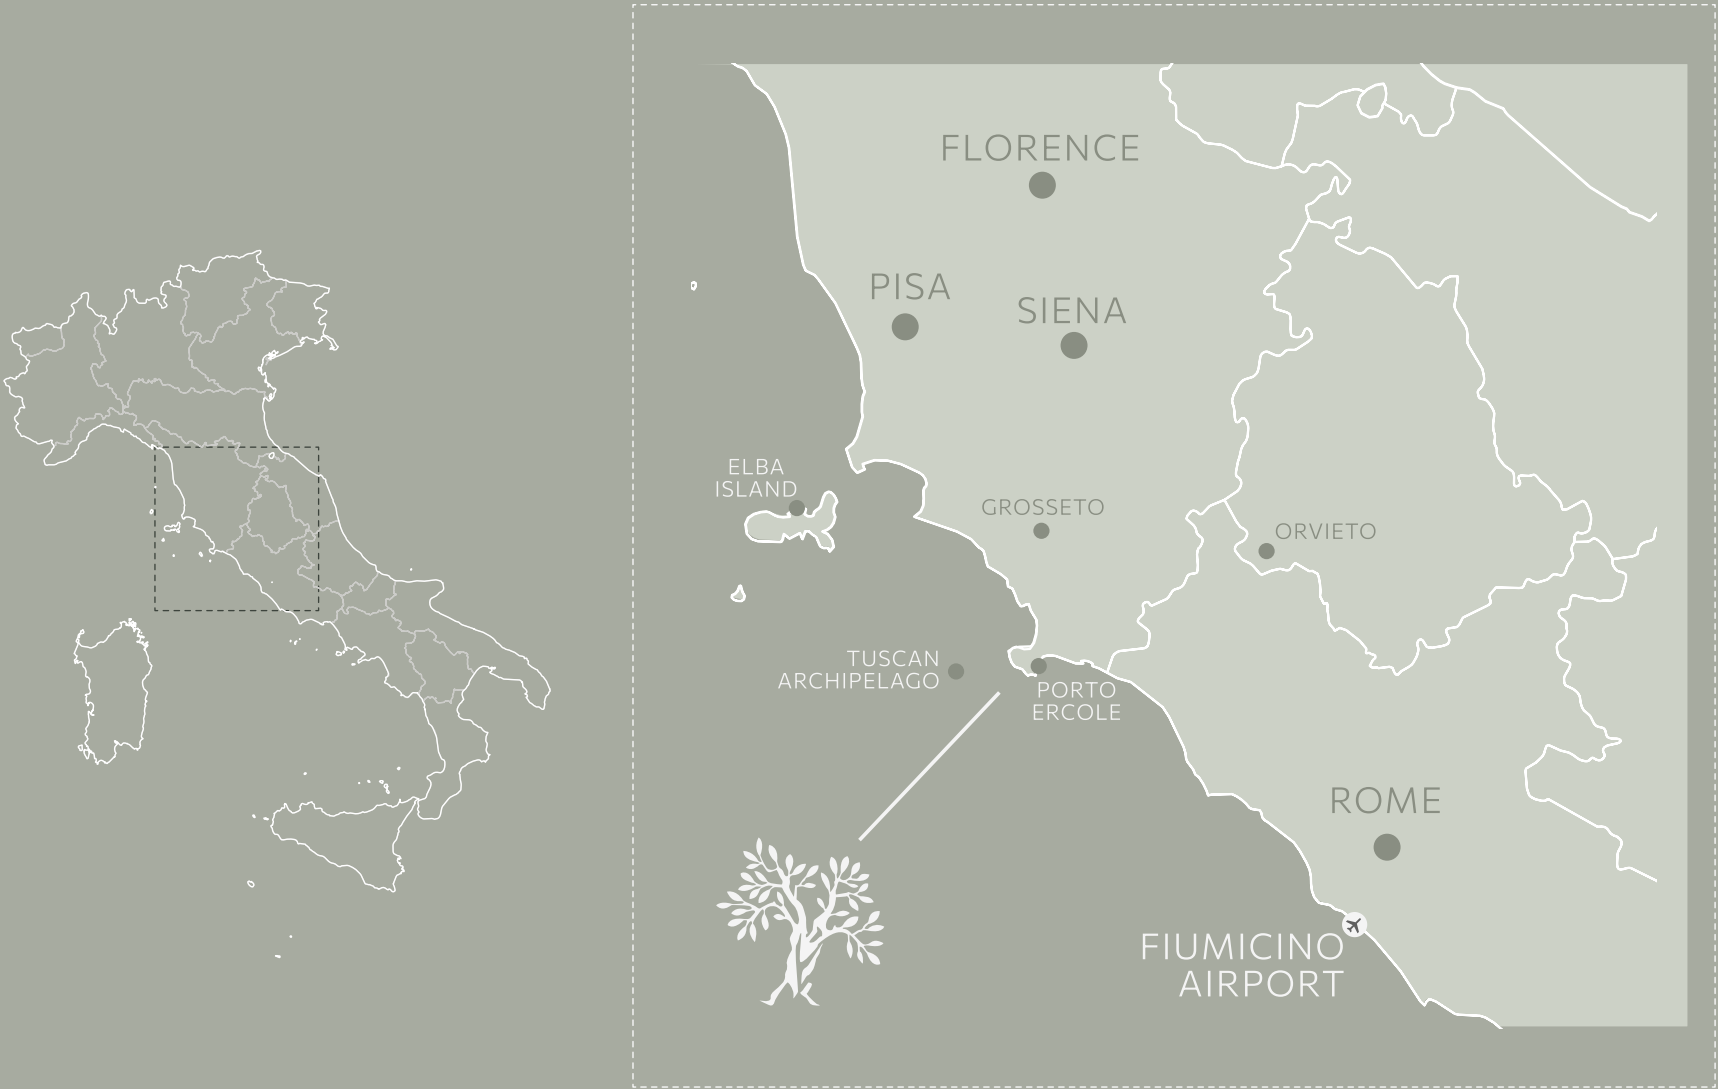 FLORENCE
PISA
SIENA
ELBA
ISLAND
GROSSETO
ORVIETO
TUSCAN
ARCHIPELAGO
PORTO
ERCOLE
ROME
FIUMICINO
AIRPORT